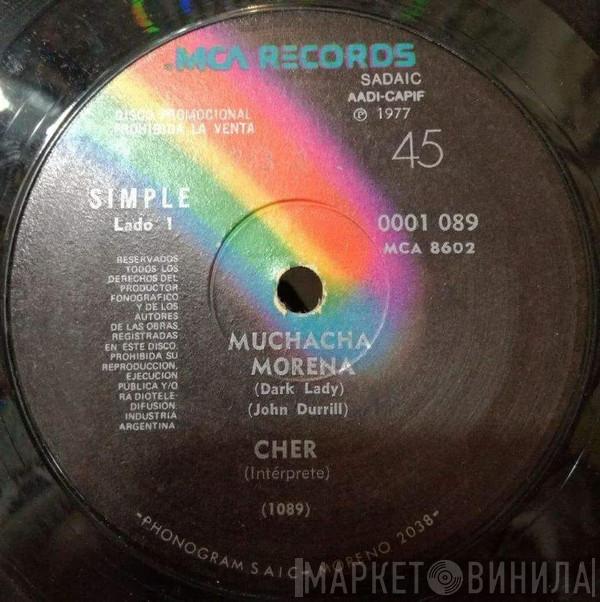 MCA RECORDS
SADAIC
AADI-CAPIF
℗ 1977
DISCO PROMOCIONAL
PROHIBIDA LA VENTA
45
SIMPLE
Lado 1
0001 089
MCA 8602
RESERVADOS
TODOS LOS
DERECHOS DEL
PRODUCTOR
FONOGRAFICO
Y DE LOS
AUTORES
DE LAS OBRAS
REGISTRADAS
EN ESTE DISCO.
PROHIBIDA SU
REPRODUCCION,
EJECUCION
PUBLICA Y/O
RADIOTELE-
DIFUSION.
INDUSTRIA
ARGENTINA
MUCHACHA
MORENA
(Dark Lady)
(John Durrill)
CHER
(Intérprete)
(1089)
-PHONOGRAM S.A.I.C.- MORENO 2038-
МАРКЕТ ВИНИЛА